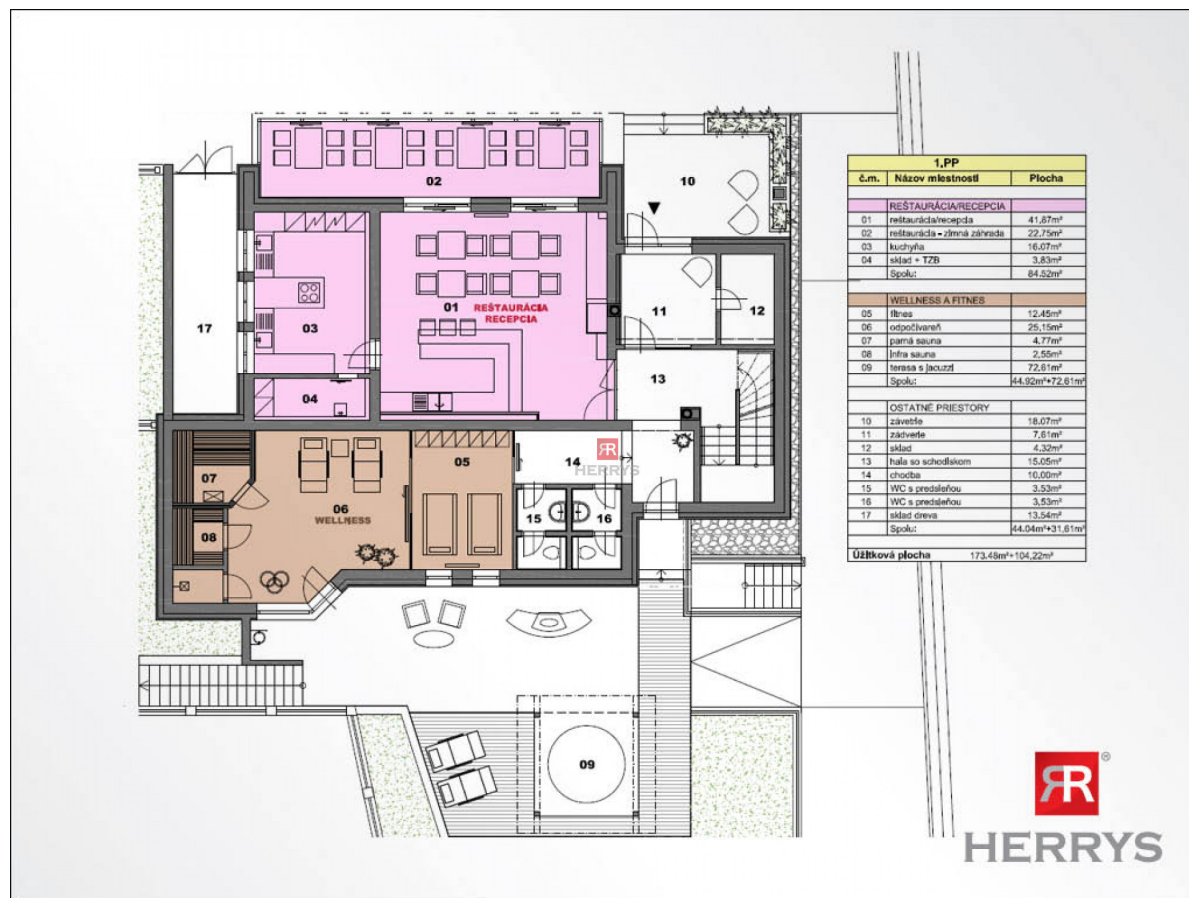 02
10
01
REŠTAURÁCIA
RECEPCIA
11
12
17
03
04
13
05
RR
HERRYS
14
07
06
WELLNESS
08
15
16
09
1.PP
č.m. Názov miestnosti Plocha
REŠTAURÁCIA/RECEPCIA
01 reštaurácia/recepcia 41,87m²
02 reštaurácia - zimná záhrada 22,75m²
03 kuchyňa 16.07m²
04 sklad + TZB 3,83m²
Spolu: 84.52m²
WELLNESS A FITNES
05 fitnes 12.45m²
06 odpočivareň 25,15m²
07 parná sauna 4.77m²
08 infra sauna 2,55m²
09 terasa s jacuzzi 72,61m²
Spolu: 44.92m²+72,61m²
OSTATNÉ PRIESTORY
10 závetrie 18.07m²
11 zádverie 7,61m²
12 sklad 4,32m²
13 hala so schodiskom 15.05m²
14 chodba 10,00m²
15 WC s predsieňou 3.53m²
16 WC s predsieňou 3,53m²
17 sklad dreva 13,54m²
Spolu: 44.04m²+31,61m²
Úžitková plocha 173.48m²+104,22m²
RR®
HERRYS